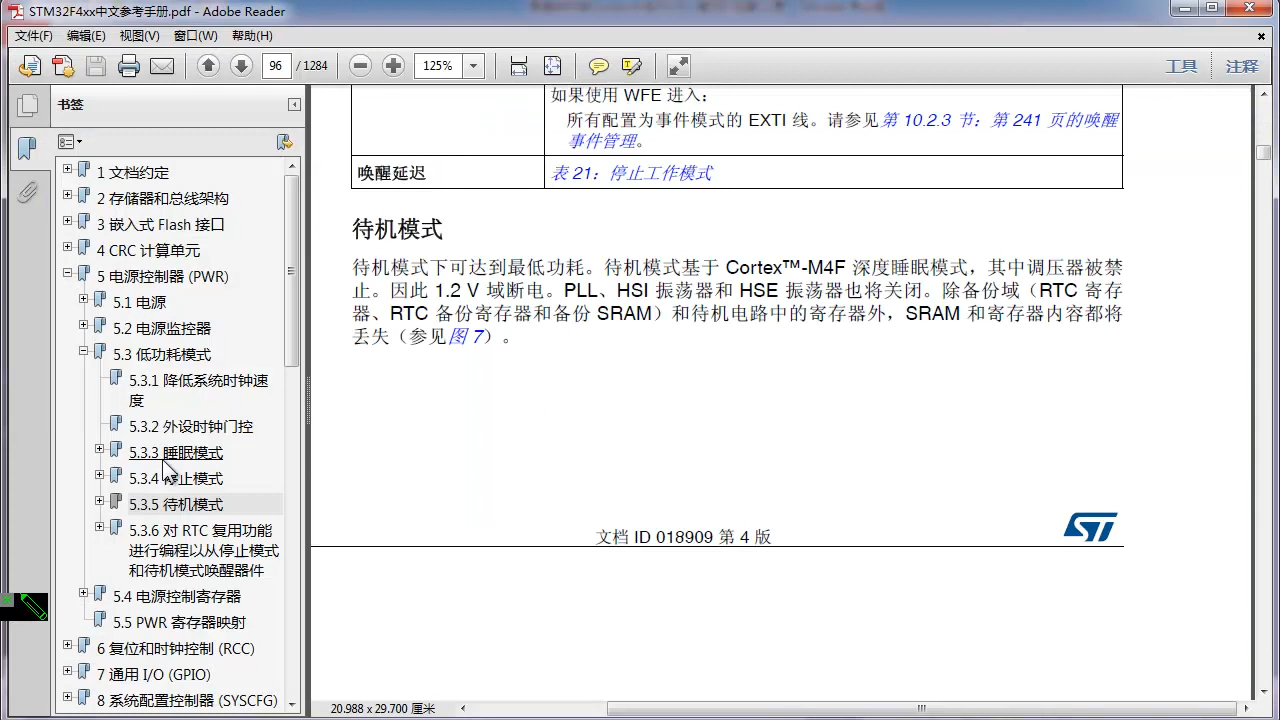 STM32F4xx中文参考手册.pdf - Adobe Reader
文件(F) 编辑(E) 视图(V) 窗口(W) 帮助(H)
96 / 1284 125% 工具 注释
书签
1 文档约定
2 存储器和总线架构
3 嵌入式 Flash 接口
4 CRC 计算单元
5 电源控制器 (PWR)
5.1 电源
5.2 电源监控器
5.3 低功耗模式
5.3.1 降低系统时钟速
度
5.3.2 外设时钟门控
5.3.3 睡眠模式
5.3.4 停止模式
5.3.5 待机模式
5.3.6 对 RTC 复用功能
进行编程以从停止模式
和待机模式唤醒器件
5.4 电源控制寄存器
5.5 PWR 寄存器映射
6 复位和时钟控制 (RCC)
7 通用 I/O (GPIO)
8 系统配置控制器 (SYSCFG)
如果使用 WFE 进入：
所有配置为事件模式的 EXTI 线。请参见第 10.2.3 节：第 241 页的唤醒
事件管理。
唤醒延迟 表 21：停止工作模式
待机模式
待机模式下可达到最低功耗。待机模式基于 Cortex™-M4F 深度睡眠模式，其中调压器被禁
止。因此 1.2 V 域断电。PLL、HSI 振荡器和 HSE 振荡器也将关闭。除备份域（RTC 寄存
器、RTC 备份寄存器和备份 SRAM）和待机电路中的寄存器外，SRAM 和寄存器内容都将
丢失（参见图 7）。
文档 ID 018909 第 4 版
ST
20.988 x 29.700 厘米